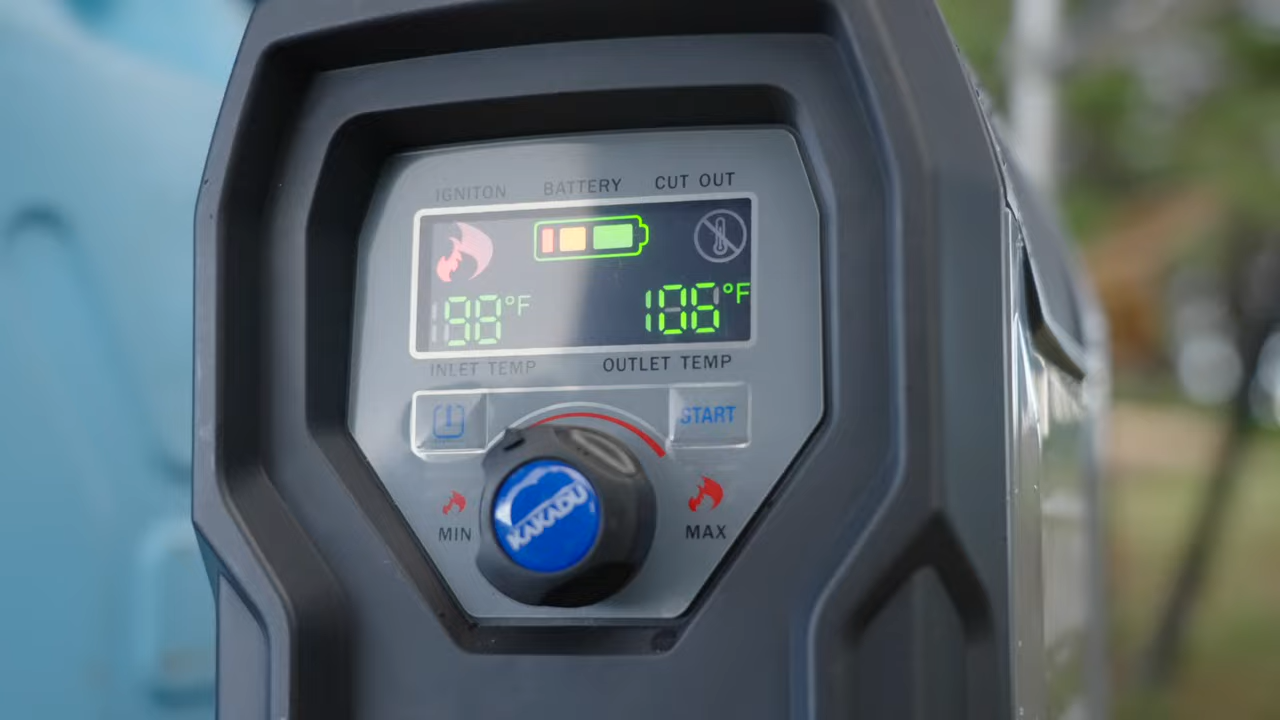 IGNITON BATTERY CUT OUT
98°F 106°F
INLET TEMP OUTLET TEMP
START
MIN MAX
KAKADU